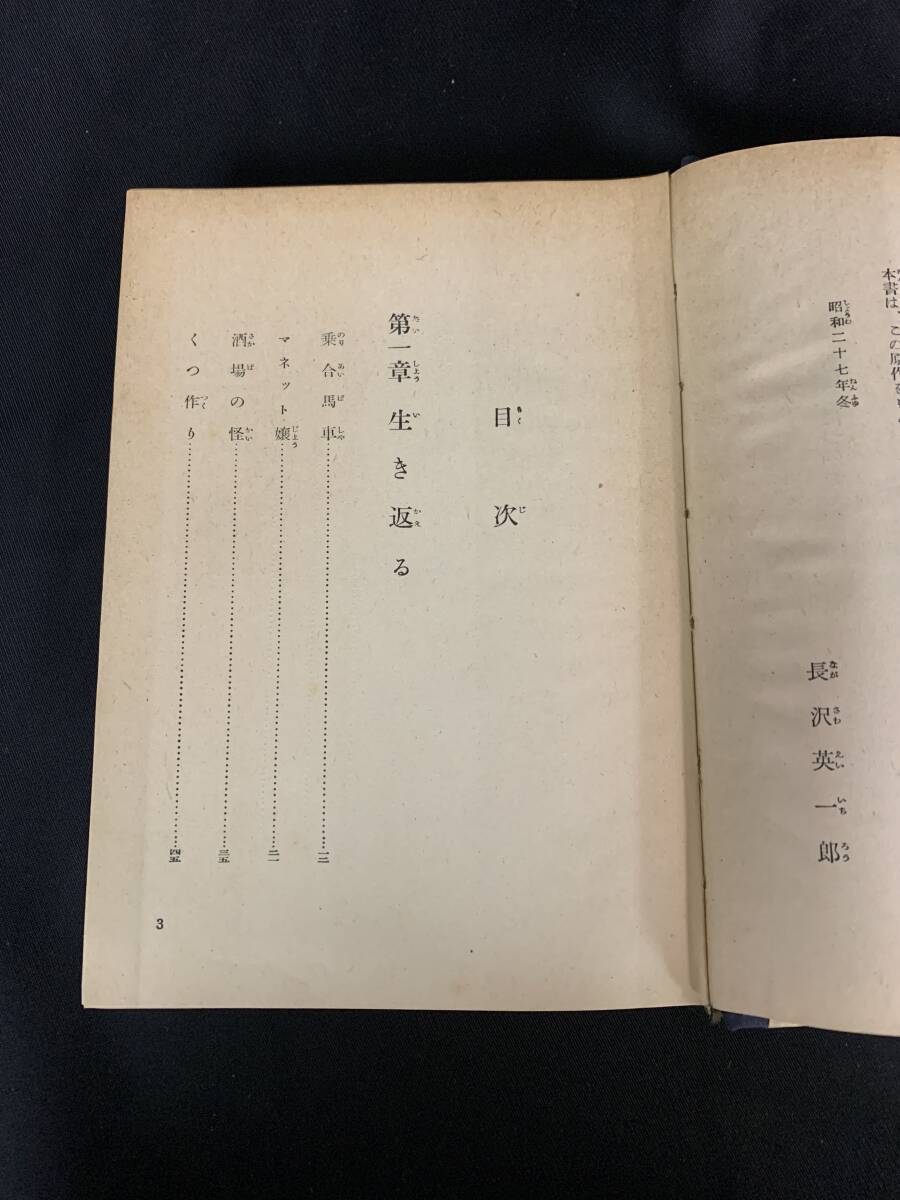 本書は、この原作を
昭和二十七年冬
長沢英一郎
目次
第一章 生き返る
乗合馬車……一三
マネット嬢……二一
酒場の怪……三五
くつ作り……四五
3